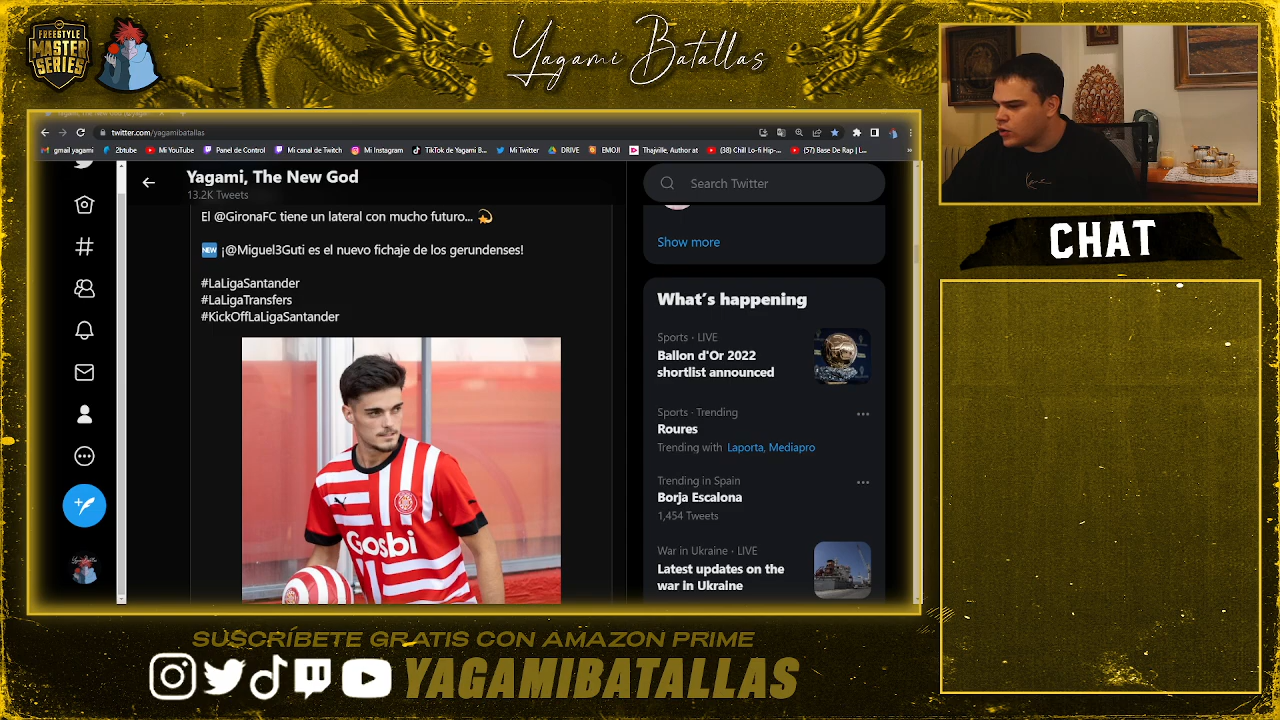 FREESTYLE
MASTER
SERIES
Yagami Batallas
twitter.com/yagamibatallas
gmail yagami
2btube
Mi YouTube
Panel de Control
Mi canal de Twitch
Mi Instagram
TikTok de Yagami B...
Mi Twitter
DRIVE
EMOJI
Thajville, Author at
(38) Chill Lo-fi Hip-...
(57) Base De Rap | L...
»
Yagami, The New God
13.2K Tweets
El @GironaFC tiene un lateral con mucho futuro...
NEW ¡@Miguel3Guti es el nuevo fichaje de los gerundenses!
#LaLigaSantander
#LaLigaTransfers
#KickOffLaLigaSantander
Gosbi
Search Twitter
Show more
What's happening
Sports · LIVE
Ballon d'Or 2022
shortlist announced
Sports · Trending
Roures
Trending with Laporta, Mediapro
Trending in Spain
Borja Escalona
1,454 Tweets
War in Ukraine · LIVE
Latest updates on the
war in Ukraine
CHAT
SUSCRÍBETE GRATIS CON AMAZON PRIME
YAGAMIBATALLAS